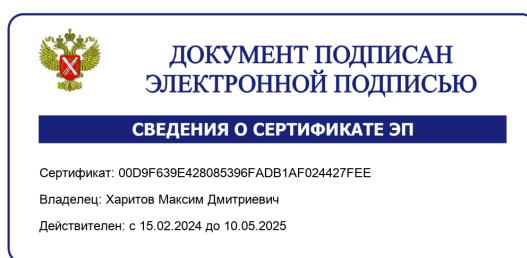 ДОКУМЕНТ ПОДПИСАН
ЭЛЕКТРОННОЙ ПОДПИСЬЮ
СВЕДЕНИЯ О СЕРТИФИКАТЕ ЭП
Сертификат: 00D9F639E428085396FADB1AF024427FEE
Владелец: Харитов Максим Дмитриевич
Действителен: с 15.02.2024 до 10.05.2025